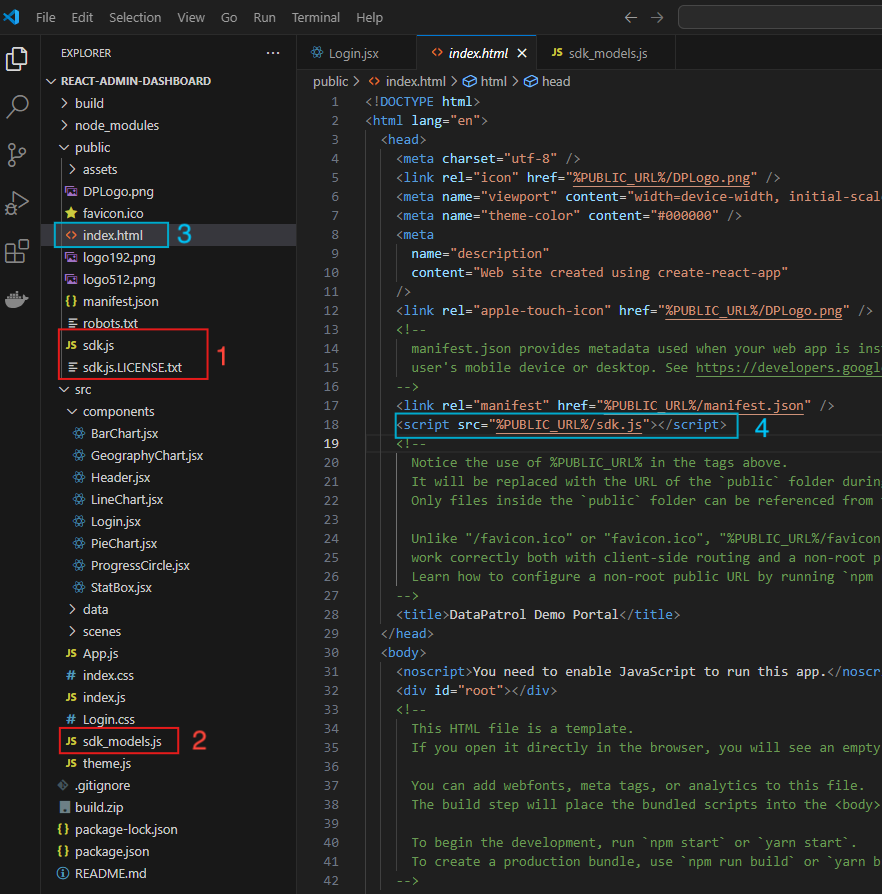 File Edit Selection View Go Run Terminal Help
EXPLORER
REACT-ADMIN-DASHBOARD
build
node_modules
public
assets
DPLogo.png
favicon.ico
index.html 3
logo192.png
logo512.png
manifest.json
robots.txt
sdk.js
1
sdk.js.LICENSE.txt
src
components
BarChart.jsx
GeographyChart.jsx
Header.jsx
LineChart.jsx
Login.jsx
PieChart.jsx
ProgressCircle.jsx
StatBox.jsx
data
scenes
App.js
index.css
index.js
Login.css
sdk_models.js 2
theme.js
.gitignore
build.zip
package-lock.json
package.json
README.md
Login.jsx index.html sdk_models.js
public > index.html > html > head
1 <!DOCTYPE html>
2 <html lang="en">
3 <head>
4 <meta charset="utf-8" />
5 <link rel="icon" href="%PUBLIC_URL%/DPLogo.png" />
6 <meta name="viewport" content="width=device-width, initial-scal
7 <meta name="theme-color" content="#000000" />
8 <meta
9 name="description"
10 content="Web site created using create-react-app"
11 />
12 <link rel="apple-touch-icon" href="%PUBLIC_URL%/DPLogo.png" />
13 <!--
14 manifest.json provides metadata used when your web app is ins
15 user's mobile device or desktop. See https://developers.googl
16 -->
17 <link rel="manifest" href="%PUBLIC_URL%/manifest.json" />
18 <script src="%PUBLIC_URL%/sdk.js"></script> 4
19 <!--
20 Notice the use of %PUBLIC_URL% in the tags above.
21 It will be replaced with the URL of the `public` folder durin
22 Only files inside the `public` folder can be referenced from
23
24 Unlike "/favicon.ico" or "favicon.ico", "%PUBLIC_URL%/favicon
25 work correctly both with client-side routing and a non-root p
26 Learn how to configure a non-root public URL by running `npm
27 -->
28 <title>DataPatrol Demo Portal</title>
29 </head>
30 <body>
31 <noscript>You need to enable JavaScript to run this app.</noscr
32 <div id="root"></div>
33 <!--
34 This HTML file is a template.
35 If you open it directly in the browser, you will see an empty
36
37 You can add webfonts, meta tags, or analytics to this file.
38 The build step will place the bundled scripts into the <body>
39
40 To begin the development, run `npm start` or `yarn start`.
41 To create a production bundle, use `npm run build` or `yarn b
42 -->